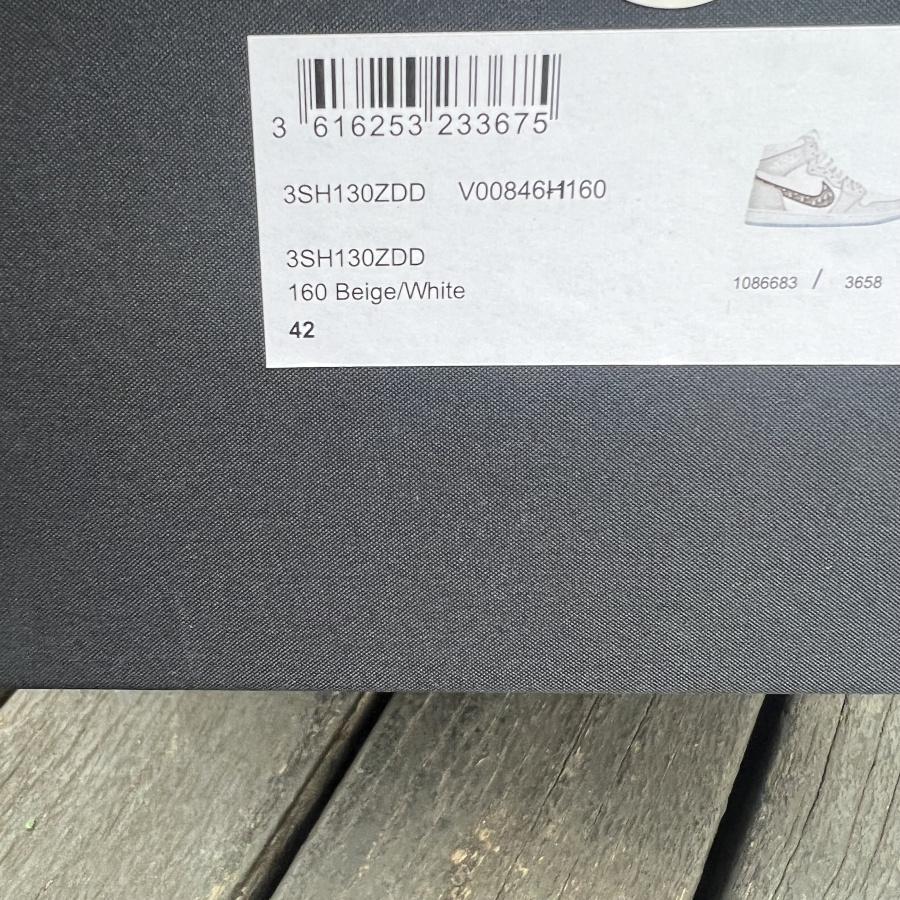 3 616253 233675
3SH130ZDD V00846H160
3SH130ZDD
160 Beige/White
42
1086683 / 3658